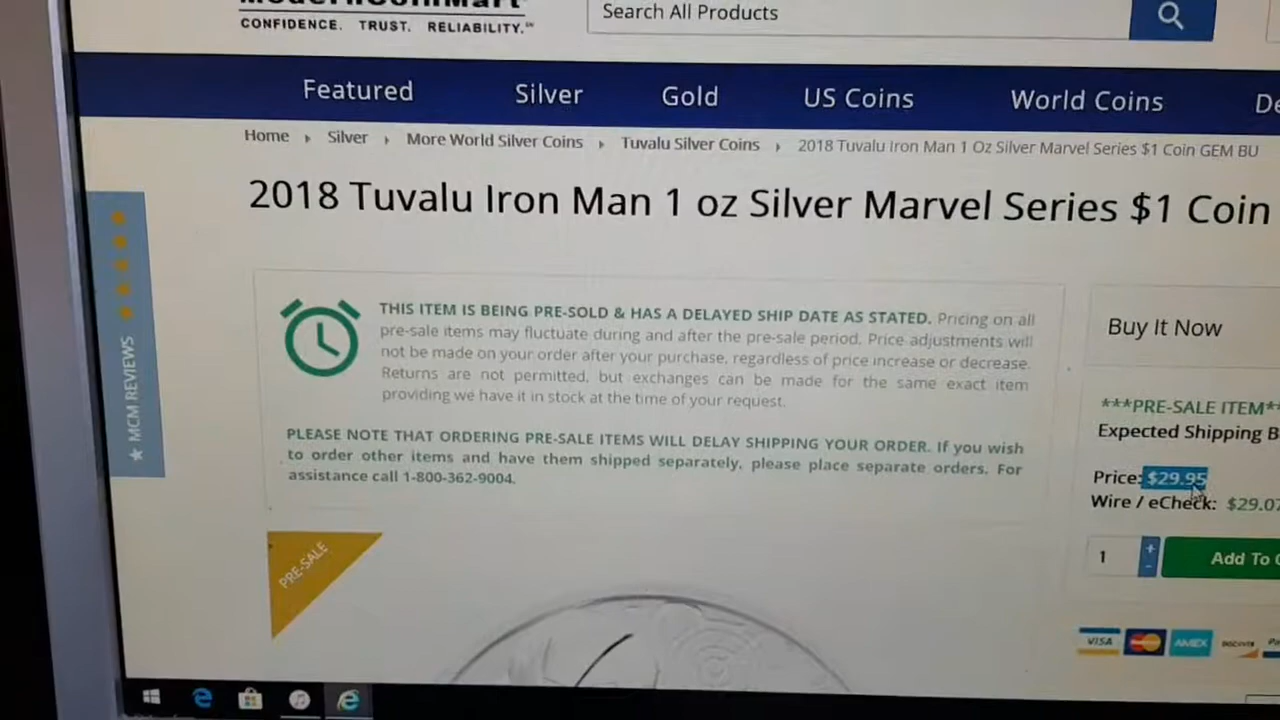 CONFIDENCE. TRUST. RELIABILITY.
Search All Products
Featured Silver Gold US Coins World Coins
Home Silver More World Silver Coins Tuvalu Silver Coins 2018 Tuvalu Iron Man 1 Oz Silver Marvel Series $1 Coin GEM BU
2018 Tuvalu Iron Man 1 oz Silver Marvel Series $1 Coin
THIS ITEM IS BEING PRE-SOLD & HAS A DELAYED SHIP DATE AS STATED. Pricing on all
pre-sale items may fluctuate during and after the pre-sale period. Price adjustments will
not be made on your order after your purchase, regardless of price increase or decrease.
Returns are not permitted, but exchanges can be made for the same exact item
providing we have it in stock at the time of your request.
PLEASE NOTE THAT ORDERING PRE-SALE ITEMS WILL DELAY SHIPPING YOUR ORDER. If you wish
to order other items and have them shipped separately, please place separate orders. For
assistance call 1-800-362-9004.
PRE-SALE
★ MCM REVIEWS
Buy It Now
***PRE-SALE ITEM**
Expected Shipping B
Price: $29.95
Wire / eCheck: $29.07
1 + -
Add To
VISA MasterCard AMEX DISCOVER